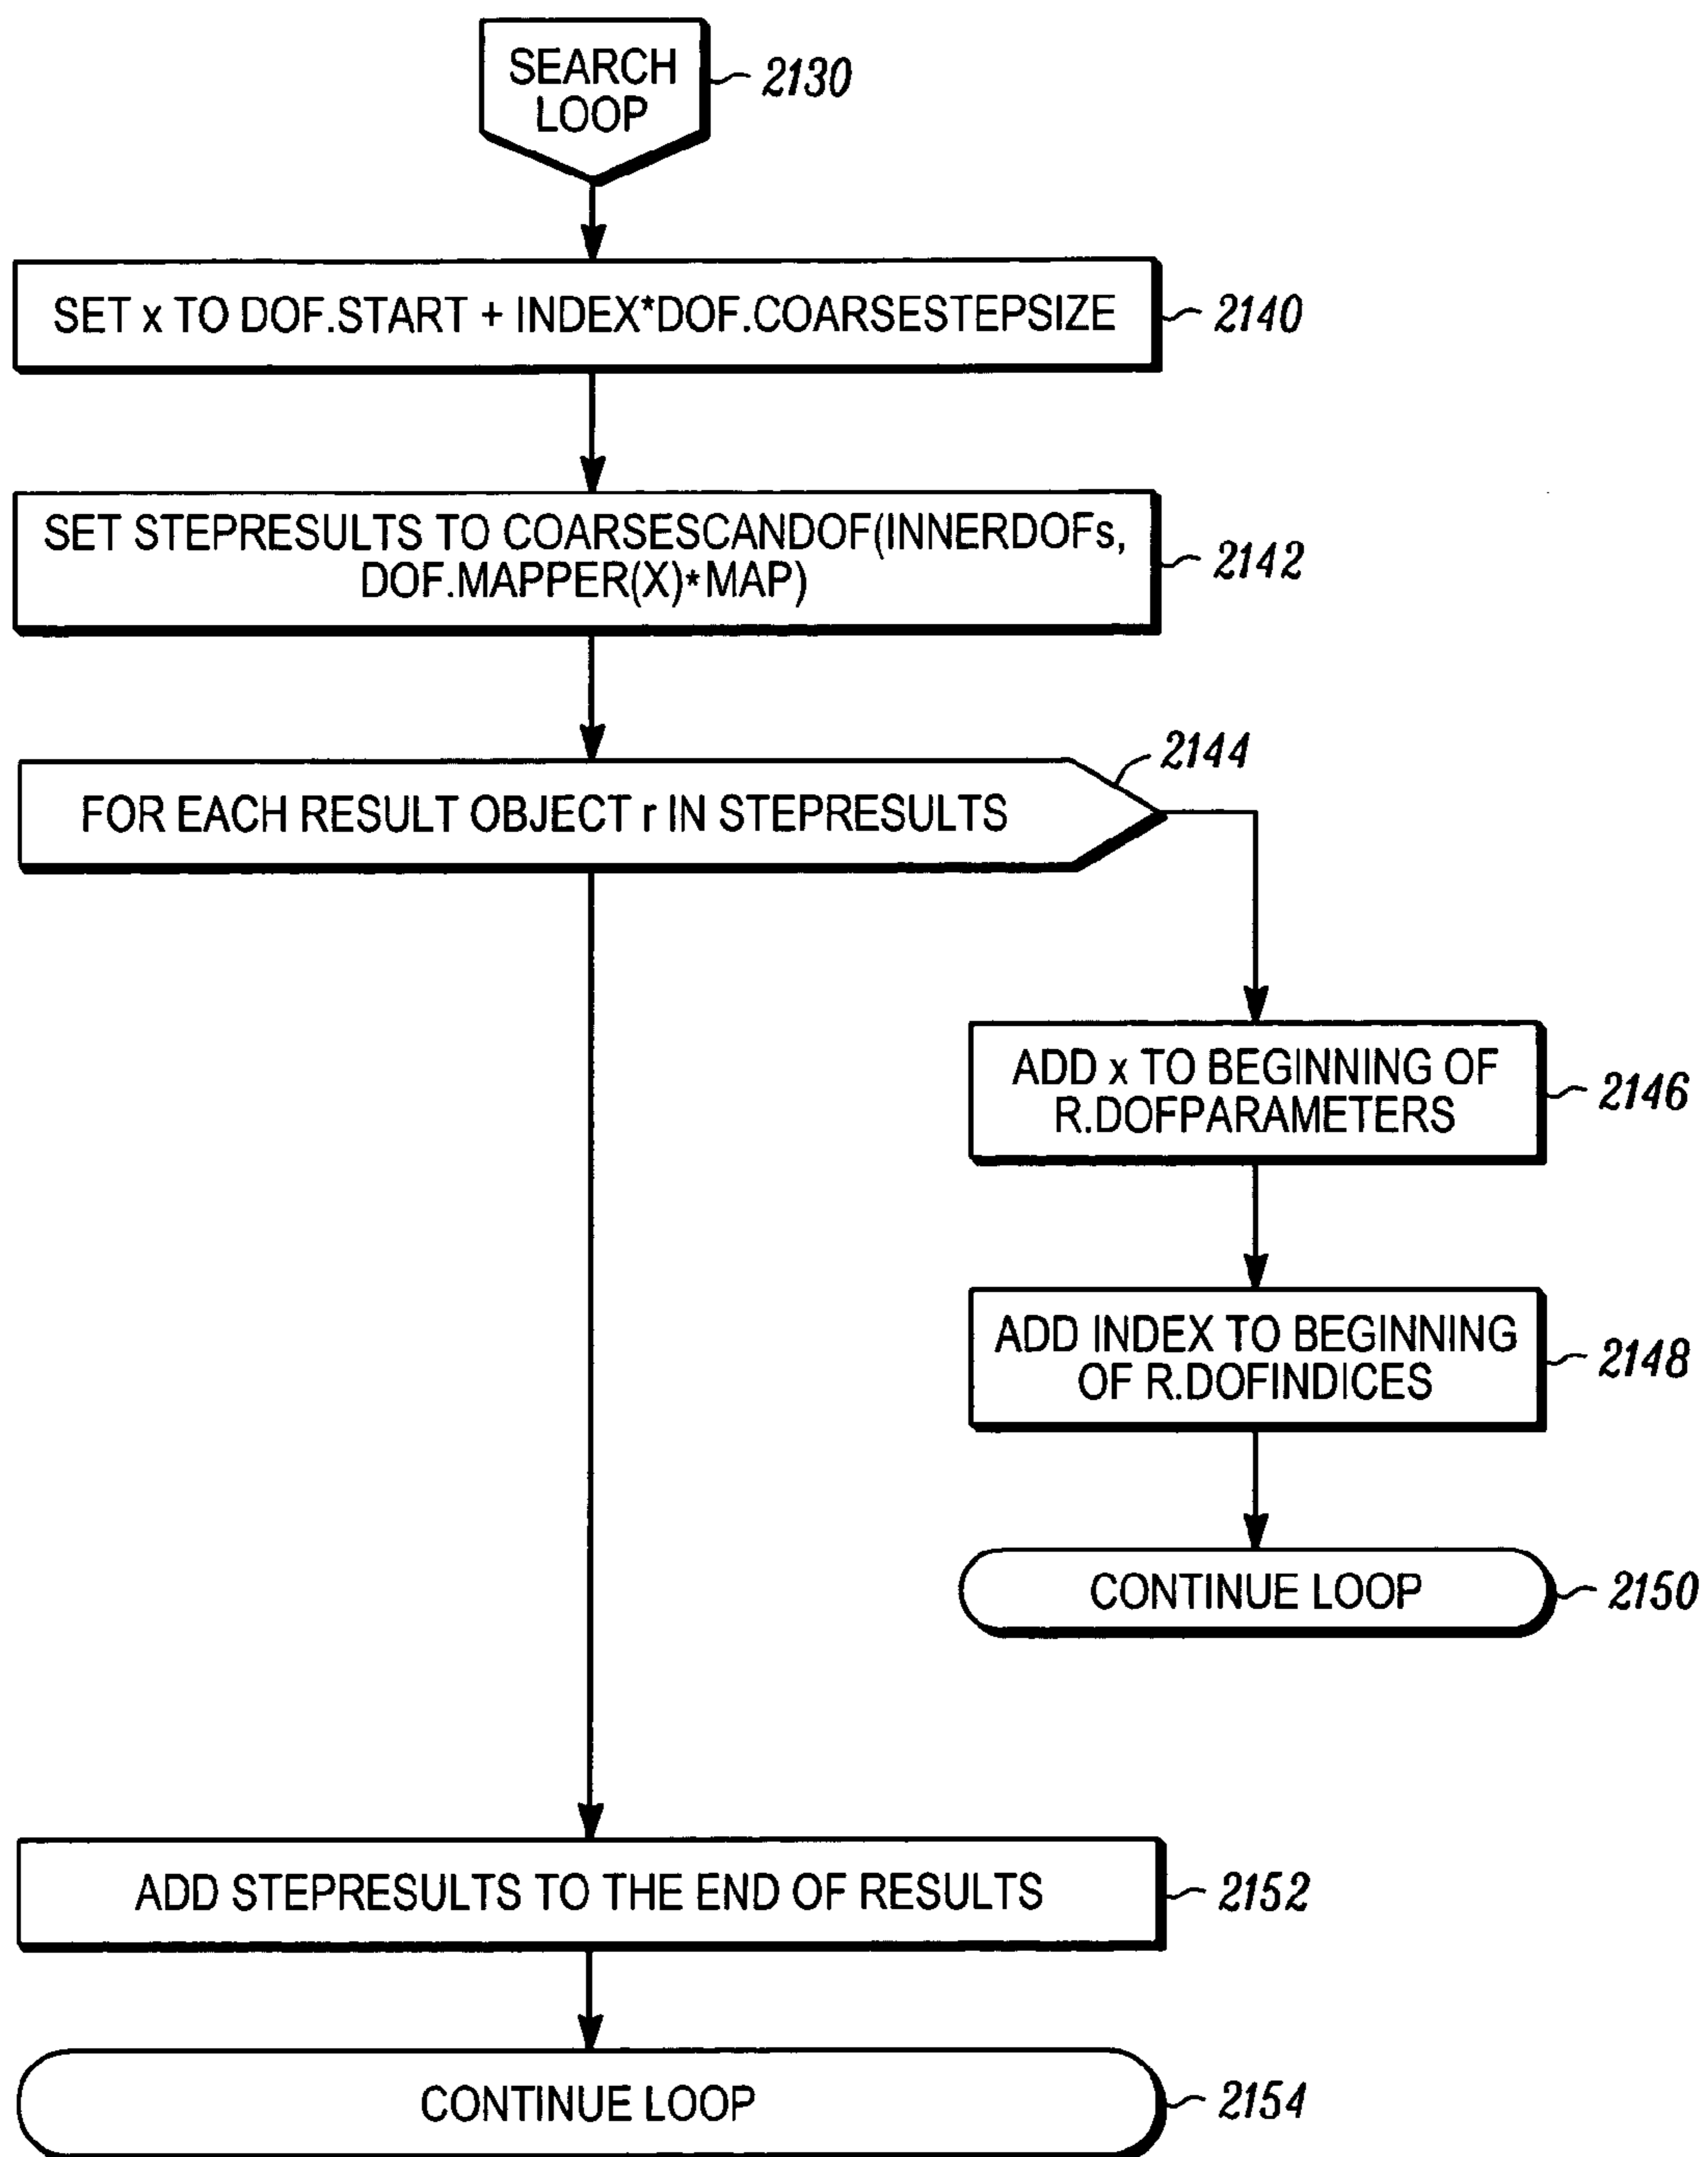 SEARCH
LOOP
2130
SET x TO DOF.START + INDEX*DOF.COARSESTEPSIZE
2140
SET STEPRESULTS TO COARSESCANDOF(INNERDOFs,
DOF.MAPPER(X)*MAP)
2142
2144
FOR EACH RESULT OBJECT r IN STEPRESULTS
ADD x TO BEGINNING OF
R.DOFPARAMETERS
2146
ADD INDEX TO BEGINNING
OF R.DOFINDICES
2148
CONTINUE LOOP
2150
ADD STEPRESULTS TO THE END OF RESULTS
2152
CONTINUE LOOP
2154